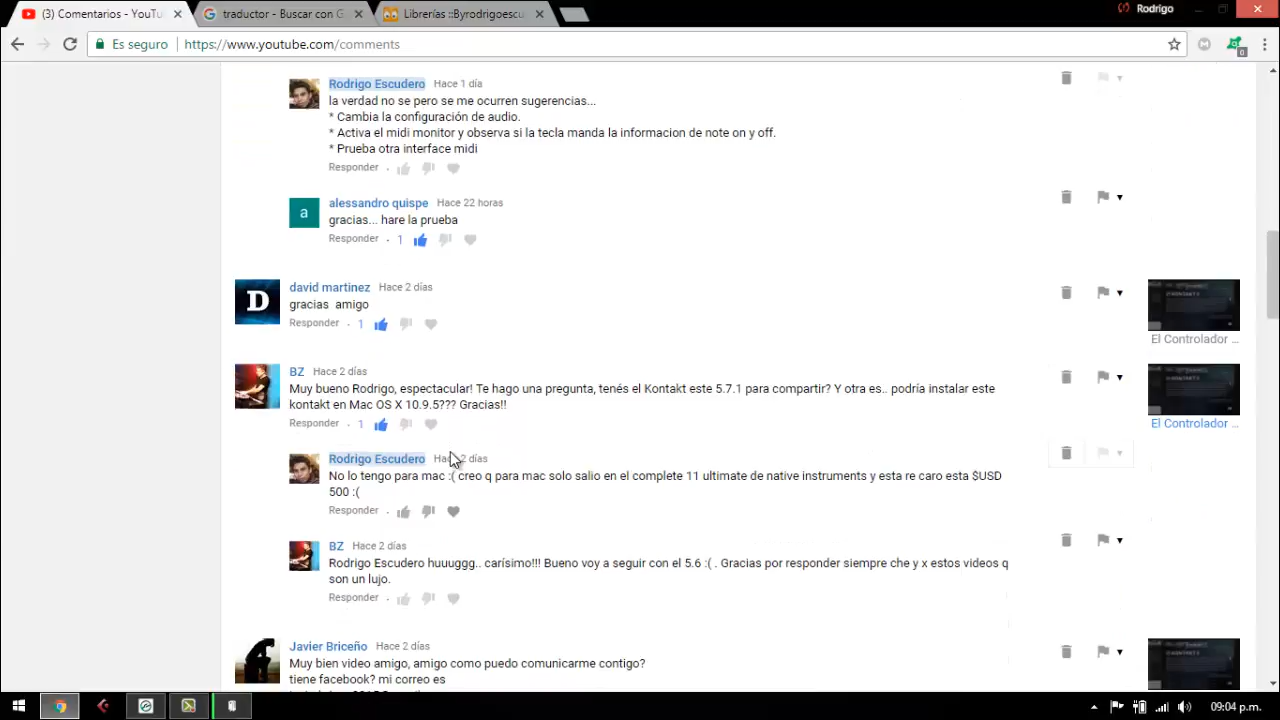 (3) Comentarios - YouTu
traductor - Buscar con G
Librerías ::Byrodrigoescu
Rodrigo
Es seguro
https://www.youtube.com/comments
0
Rodrigo Escudero Hace 1 día
la verdad no se pero se me ocurren sugerencias...
* Cambia la configuración de audio.
* Activa el midi monitor y observa si la tecla manda la informacion de note on y off.
* Prueba otra interface midi
Responder
a
alessandro quispe Hace 22 horas
gracias... hare la prueba
Responder 1
D
david martinez Hace 2 días
gracias amigo
Responder 1
El Controlador ...
BZ Hace 2 días
Muy bueno Rodrigo, espectacular! Te hago una pregunta, tenés el Kontakt este 5.7.1 para compartir? Y otra es.. podria instalar este
kontakt en Mac OS X 10.9.5??? Gracias!!
Responder 1
El Controlador ...
Rodrigo Escudero 2 días
No lo tengo para mac :( creo q para mac solo salio en el complete 11 ultimate de native instruments y esta re caro esta $USD
500 :(
Responder
BZ Hace 2 días
Rodrigo Escudero huuuggg.. carísimo!!! Bueno voy a seguir con el 5.6 :( . Gracias por responder siempre che y x estos videos q
son un lujo.
Responder
Javier Briceño Hace 2 días
Muy bien video amigo, amigo como puedo comunicarme contigo?
tiene facebook? mi correo es
09:04 p.m.